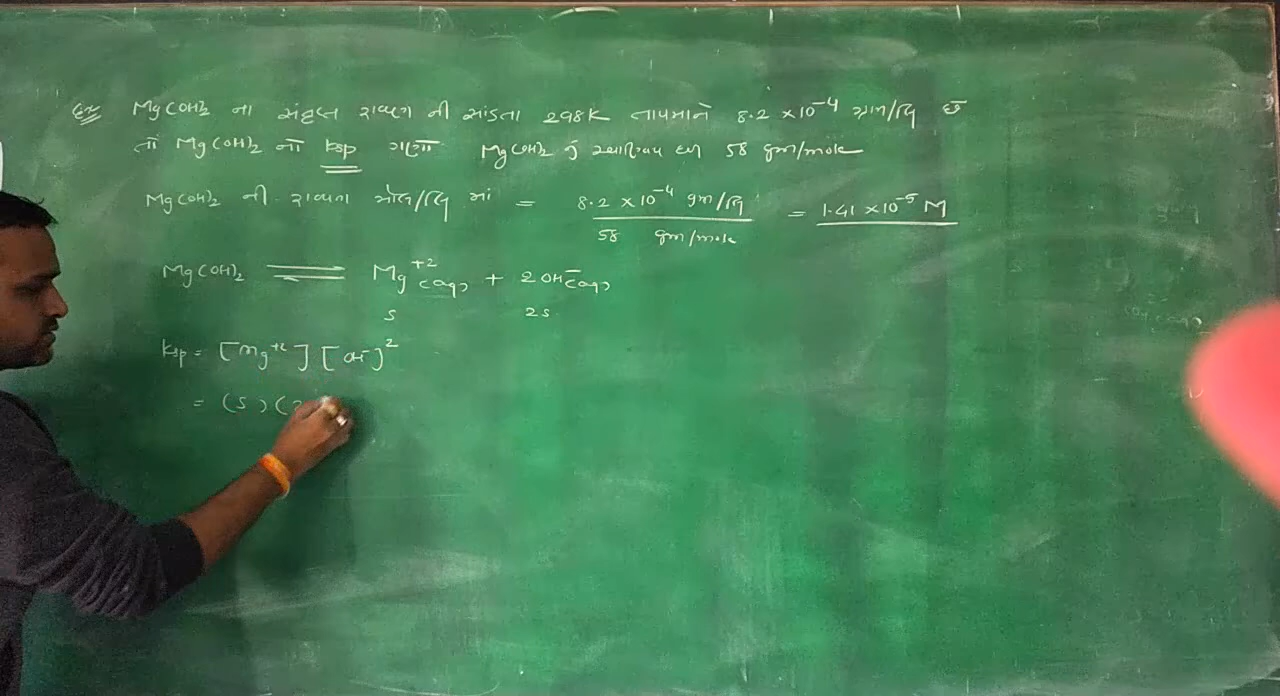 Mg(OH)2 ના સંતૃપ્ત દ્રાવણ ની સાંદ્રતા 298K તાપમાને 8.2 ×10⁻⁴ ગ્રામ/લિ છે
તો Mg(OH)2 નો Ksp ગણો Mg(OH)2 નું આણ્વિય દળ 58 gm/mole
Mg(OH)2 ની દ્રાવ્યતા મોલ/લિ માં = 8.2 ×10⁻⁴ gm/લિ / 58 gm/mole = 1.41 ×10⁻⁵ M
Mg(OH)₂ ⇌ Mg⁺²(aq) + 2OH⁻(aq)
S 2S
Ksp = [Mg⁺²] [OH⁻]²
= (S) (2